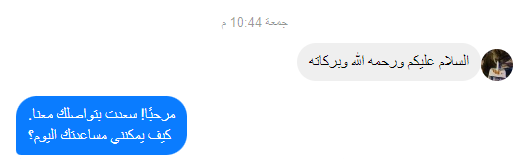 جمعة 10:44 م
السلام عليكم ورحمه الله وبركاته
مرحبًا! سعدت بتواصلك معنا.
كيف يمكنني مساعدتك اليوم؟